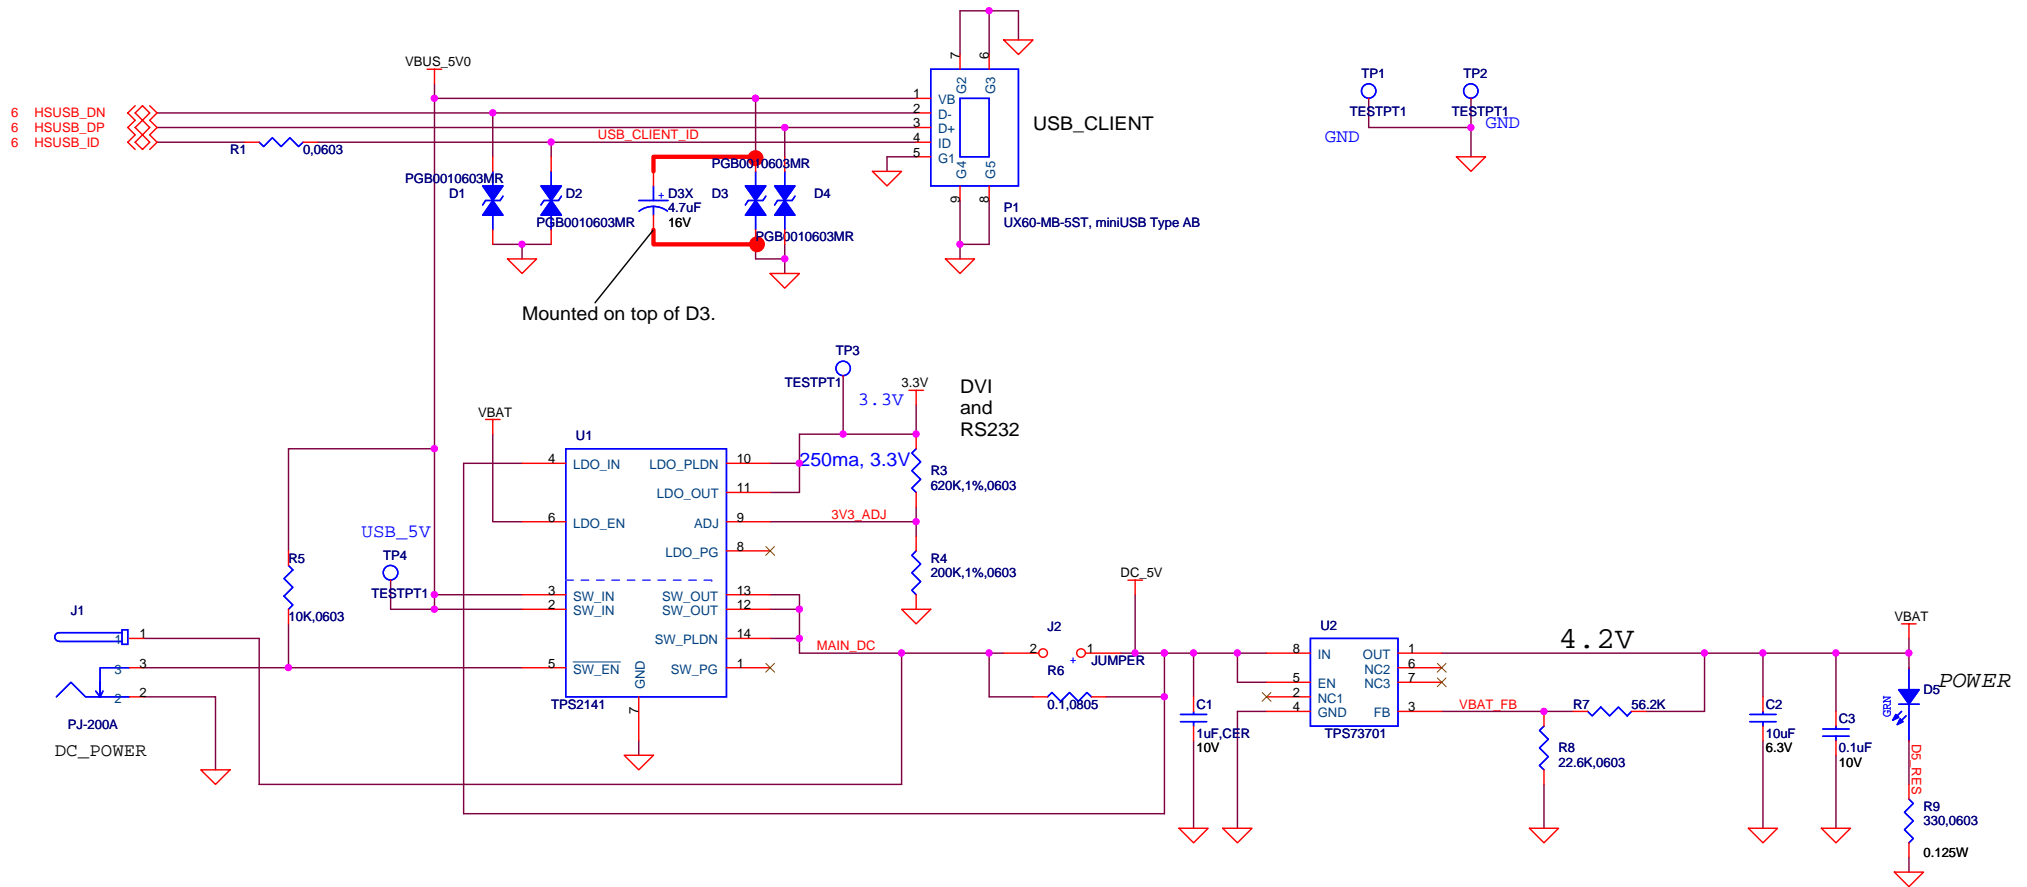 VBUS_5V0
6 HSUSB_DN
6 HSUSB_DP
6 HSUSB_ID
R1
0,0603
USB_CLIENT_ID
PGB0010603MR
D1
D2
PGB0010603MR
D3X
4.7uF
16V
PGB0010603MR
D3
D4
PGB0010603MR
Mounted on top of D3.
7
6
G2
G3
1
VB
2
D-
3
D+
4
ID
5
G1
G4
G5
9
8
USB_CLIENT
P1
UX60-MB-5ST, miniUSB Type AB
TP1
TESTPT1
GND
TP2
TESTPT1
GND
TP3
TESTPT1
3.3V
3.3V
DVI
and
RS232
250ma, 3.3V
VBAT
U1
4
LDO_IN
6
LDO_EN
3
SW_IN
2
SW_IN
5
SW_EN
GND
7
LDO_PLDN
10
LDO_OUT
11
ADJ
9
LDO_PG
8
SW_OUT
13
SW_OUT
12
SW_PLDN
14
SW_PG
1
TPS2141
3V3_ADJ
R3
620K,1%,0603
R4
200K,1%,0603
USB_5V
TP4
TESTPT1
R5
10K,0603
J1
1
1
3
3
2
2
PJ-200A
DC_POWER
MAIN_DC
DC_5V
J2
2
1
+
JUMPER
R6
0.1,0805
C1
1uF,CER
10V
U2
8
IN
5
EN
2
NC1
4
GND
OUT
1
NC2
6
NC3
7
FB
3
TPS73701
4.2V
VBAT_FB
R7
56.2K
R8
22.6K,0603
C2
10uF
6.3V
C3
0.1uF
10V
VBAT
GRN
D5
POWER
D5_RES
R9
330,0603
0.125W